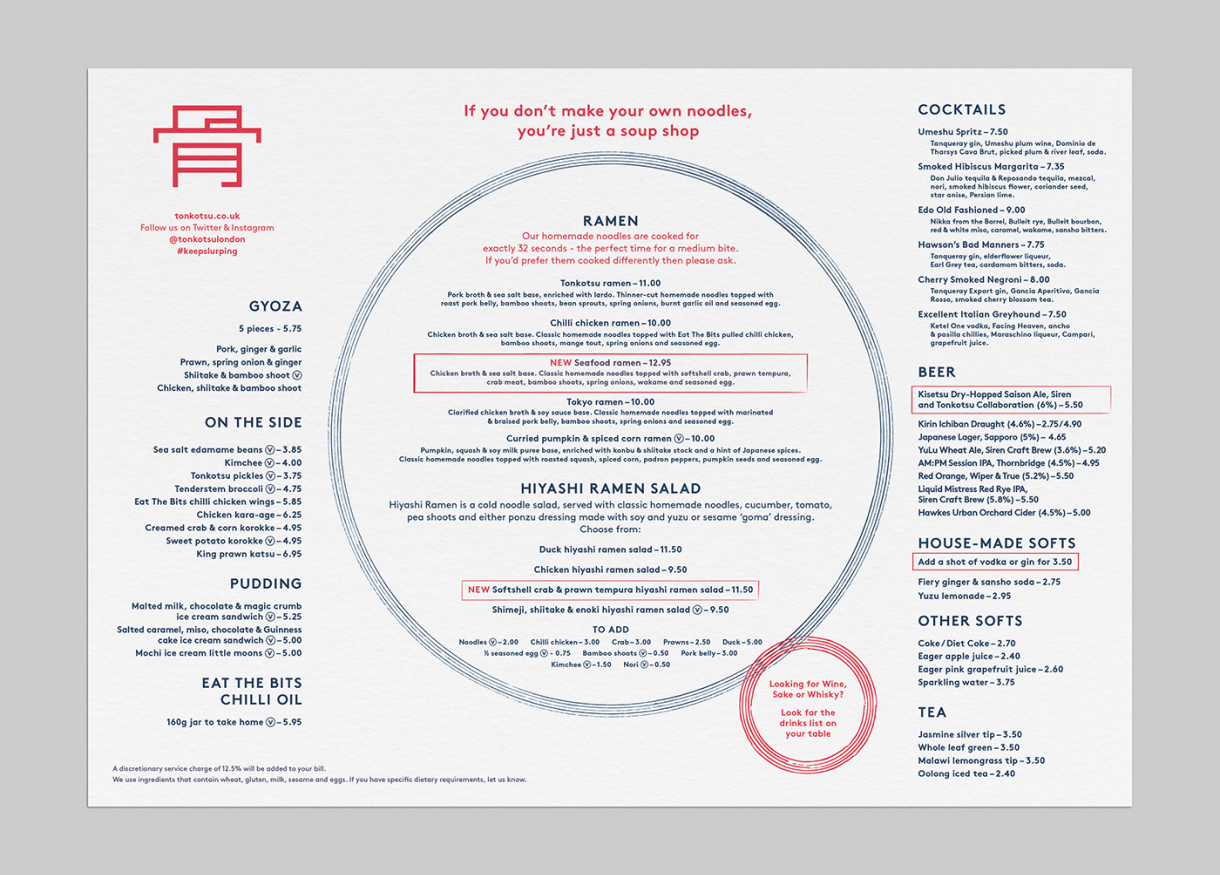 tonkotsu.co.uk
Follow us on Twitter & Instagram
@tonkotsulondon
#keepslurping
GYOZA
5 pieces - 5.75
Pork, ginger & garlic
Prawn, spring onion & ginger
Shiitake & bamboo shoot Ⓥ
Chicken, shiitake & bamboo shoot
ON THE SIDE
Sea salt edamame beans Ⓥ – 3.85
Kimchee Ⓥ – 4.00
Tonkotsu pickles Ⓥ – 3.75
Tenderstem broccoli Ⓥ – 4.75
Eat The Bits chilli chicken wings – 5.85
Chicken kara-age – 6.25
Creamed crab & corn korokke – 4.95
Sweet potato korokke Ⓥ – 4.95
King prawn katsu – 6.95
PUDDING
Malted milk, chocolate & magic crumb
ice cream sandwich Ⓥ – 5.25
Salted caramel, miso, chocolate & Guinness
cake ice cream sandwich Ⓥ – 5.00
Mochi ice cream little moons Ⓥ – 5.00
EAT THE BITS
CHILLI OIL
160g jar to take home Ⓥ – 5.95
A discretionary service charge of 12.5% will be added to your bill.
We use ingredients that contain wheat, gluten, milk, sesame and eggs. If you have specific dietary requirements, let us know.
If you don't make your own noodles,
you're just a soup shop
RAMEN
Our homemade noodles are cooked for
exactly 32 seconds - the perfect time for a medium bite.
If you'd prefer them cooked differently then please ask.
Tonkotsu ramen – 11.00
Pork broth & sea salt base, enriched with lardo. Thinner-cut homemade noodles topped with
roast pork belly, bamboo shoots, bean sprouts, spring onions, burnt garlic oil and seasoned egg.
Chilli chicken ramen – 10.00
Chicken broth & sea salt base. Classic homemade noodles topped with Eat The Bits pulled chilli chicken,
bamboo shoots, mange tout, spring onions and seasoned egg.
NEW Seafood ramen – 12.95
Chicken broth & sea salt base. Classic homemade noodles topped with softshell crab, prawn tempura,
crab meat, bamboo shoots, spring onions, wakame and seasoned egg.
Tokyo ramen – 10.00
Clarified chicken broth & soy sauce base. Classic homemade noodles topped with marinated
& braised pork belly, bamboo shoots, spring onions and seasoned egg.
Curried pumpkin & spiced corn ramen Ⓥ – 10.00
Pumpkin, squash & soy milk puree base, enriched with konbu & shiitake stock and a hint of Japanese spices.
Classic homemade noodles topped with roasted squash, spiced corn, padron peppers, pumpkin seeds and seasoned egg.
HIYASHI RAMEN SALAD
Hiyashi Ramen is a cold noodle salad, served with classic homemade noodles, cucumber, tomato,
pea shoots and either ponzu dressing made with soy and yuzu or sesame 'goma' dressing.
Choose from:
Duck hiyashi ramen salad – 11.50
Chicken hiyashi ramen salad – 9.50
NEW Softshell crab & prawn tempura hiyashi ramen salad – 11.50
Shimeji, shiitake & enoki hiyashi ramen salad Ⓥ – 9.50
TO ADD
Noodles Ⓥ – 2.00 Chilli chicken – 3.00 Crab – 3.00 Prawns – 2.50 Duck – 5.00
½ seasoned egg Ⓥ - 0.75 Bamboo shoots Ⓥ – 0.50 Pork belly – 3.00
Kimchee Ⓥ – 1.50 Nori Ⓥ – 0.50
Looking for Wine,
Sake or Whisky?
Look for the
drinks list on
your table
COCKTAILS
Umeshu Spritz – 7.50
Tanqueray gin, Umeshu plum wine, Dominio de
Tharsys Cava Brut, picked plum & river leaf, soda.
Smoked Hibiscus Margarita – 7.35
Don Julio tequila & Reposando tequila, mezcal,
nori, smoked hibiscus flower, coriander seed,
star anise, Persian lime.
Edo Old Fashioned – 9.00
Nikka from the Barrel, Bulleit rye, Bulleit bourbon,
red & white miso, caramel, wakame, sansho bitters.
Hawson's Bad Manners – 7.75
Tanqueray gin, elderflower liqueur,
Earl Grey tea, cardamom bitters, soda.
Cherry Smoked Negroni – 8.00
Tanqueray Export gin, Gancia Aperitivo, Gancia
Rosso, smoked cherry blossom tea.
Excellent Italian Greyhound – 7.50
Ketel One vodka, Facing Heaven, ancho
& posilla chillies, Maraschino liqueur, Campari,
grapefruit juice.
BEER
Kisetsu Dry-Hopped Saison Ale, Siren
and Tonkotsu Collaboration (6%) – 5.50
Kirin Ichiban Draught (4.6%) – 2.75/4.90
Japanese Lager, Sapporo (5%) – 4.65
YuLu Wheat Ale, Siren Craft Brew (3.6%) – 5.20
AM:PM Session IPA, Thornbridge (4.5%) – 4.95
Red Orange, Wiper & True (5.2%) – 5.50
Liquid Mistress Red Rye IPA,
Siren Craft Brew (5.8%) – 5.50
Hawkes Urban Orchard Cider (4.5%) – 5.00
HOUSE-MADE SOFTS
Add a shot of vodka or gin for 3.50
Fiery ginger & sansho soda – 2.75
Yuzu lemonade – 2.95
OTHER SOFTS
Coke / Diet Coke – 2.70
Eager apple juice – 2.40
Eager pink grapefruit juice – 2.60
Sparkling water – 3.75
TEA
Jasmine silver tip – 3.50
Whole leaf green – 3.50
Malawi lemongrass tip – 3.50
Oolong iced tea – 2.40